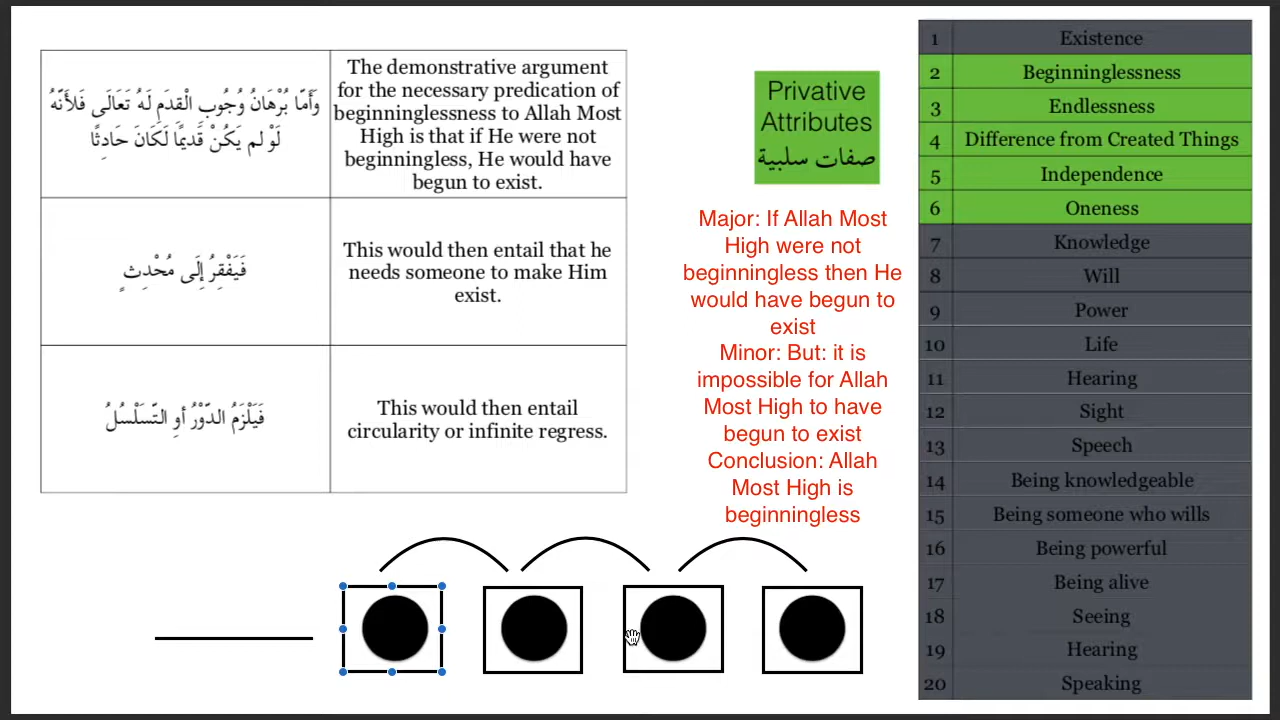 وَأَمَّا بُرْهَانُ وُجُوبِ الْقِدَمِ لَهُ تَعَالَى فَلأَنَّهُ
لَوْ لم يَكُنْ قَدِيمًا لَكَانَ حَادِثًا
The demonstrative argument
for the necessary predication of
beginninglessness to Allah Most
High is that if He were not
beginningless, He would have
begun to exist.
فَيَفْقِرُ إِلَى مُحْدِثٍ
This would then entail that he
needs someone to make Him
exist.
فَيَلْزَمُ الدَّوْرُ أوِ التَّسَلْسُلُ
This would then entail
circularity or infinite regress.
Privative
Attributes
صفات سلبية
Major: If Allah Most
High were not
beginningless then He
would have begun to
exist
Minor: But: it is
impossible for Allah
Most High to have
begun to exist
Conclusion: Allah
Most High is
beginningless
1 Existence
2 Beginninglessness
3 Endlessness
4 Difference from Created Things
5 Independence
6 Oneness
7 Knowledge
8 Will
9 Power
10 Life
11 Hearing
12 Sight
13 Speech
14 Being knowledgeable
15 Being someone who wills
16 Being powerful
17 Being alive
18 Seeing
19 Hearing
20 Speaking